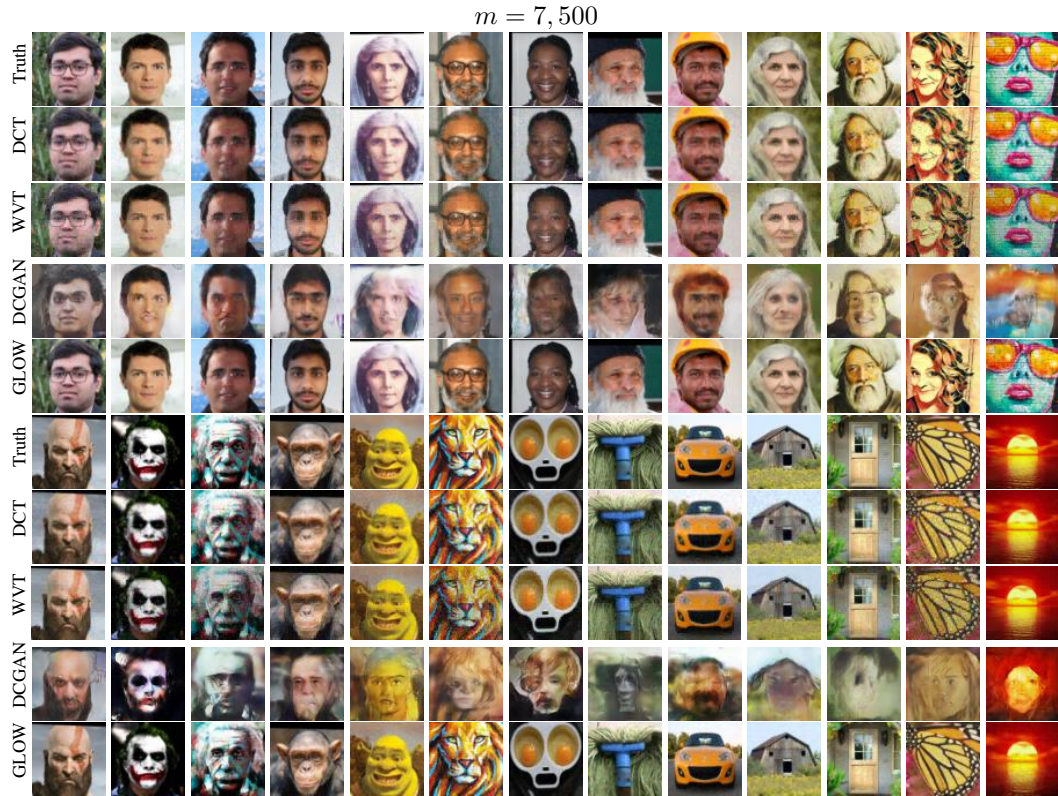 m = 7, 500
Truth
DCT
WVT
DCGAN
GLOW
Truth
DCT
WVT
DCGAN
GLOW